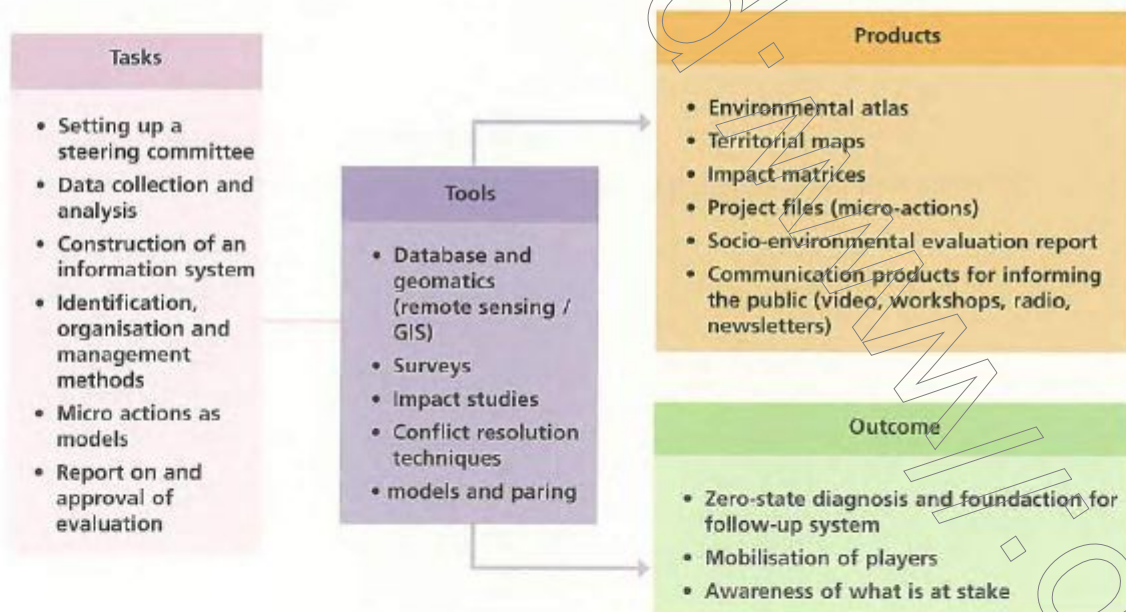 Tasks
• Setting up a
steering committee
• Data collection and
analysis
• Construction of an
information system
• Identification,
organisation and
management
methods
• Micro actions as
models
• Report on and
approval of
evaluation
Tools
• Database and
geomatics
(remote sensing /
GIS)
• Surveys
• Impact studies
• Conflict resolution
techniques
• models and paring
Products
• Environmental atlas
• Territorial maps
• Impact matrices
• Project files (micro-actions)
• Socio-environmental evaluation report
• Communication products for informing
the public (video, workshops, radio,
newsletters)
Outcome
• Zero-state diagnosis and foundaction for
follow-up system
• Mobilisation of players
• Awareness of what is at stake